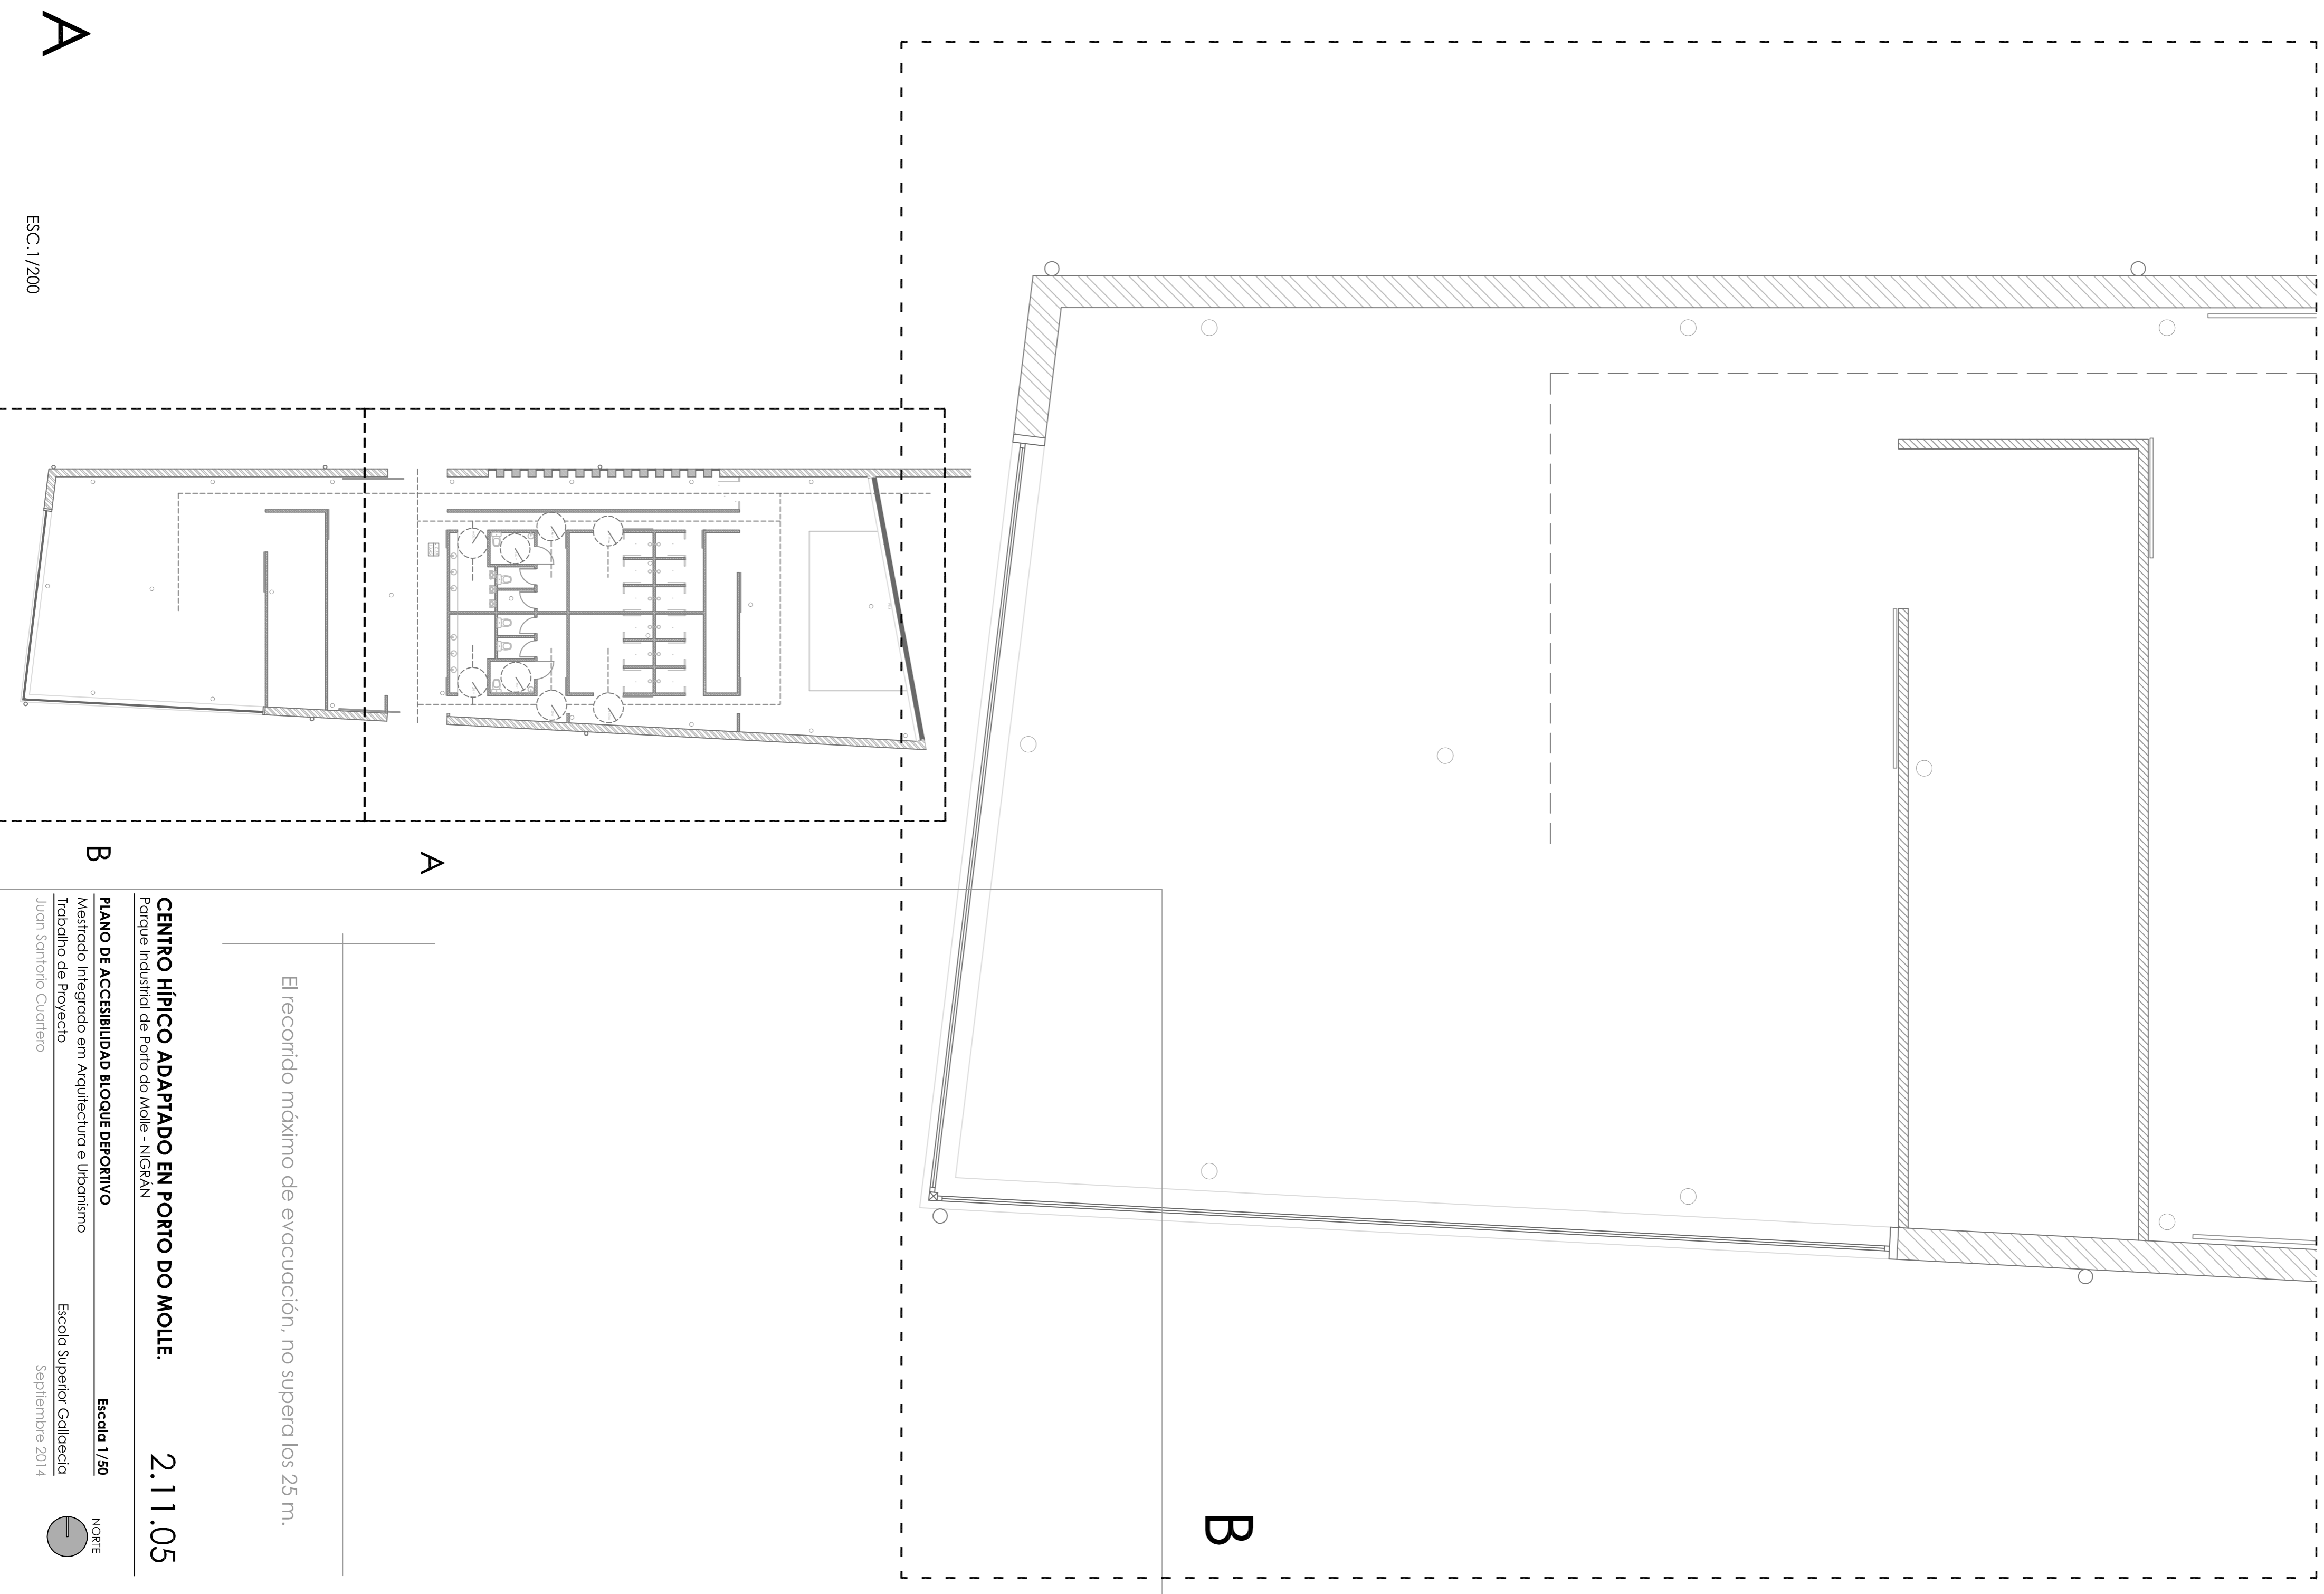 A
ESC.1/200
B
A
B
El recorrido máximo de evacuación, no supera los 25 m.
CENTRO HÍPICO ADAPTADO EN PORTO DO MOLLE.
2.11.05
Parque Industrial de Porto do Molle - NIGRÁN
PLANO DE ACCESIBILIDAD BLOQUE DEPORTIVO
Escala 1/50
Mestrado Integrado em Arquitectura e Urbanismo
Trabalho de Proyecto
Escola Superior Gallaecia
Juan Santorio Cuartero
Septiembre 2014
NORTE